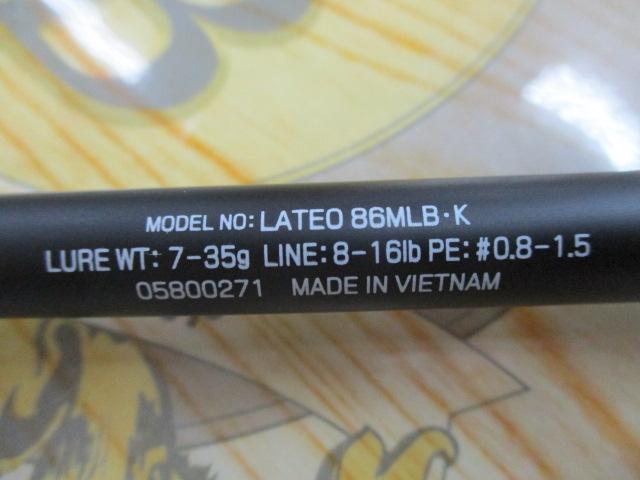 MODEL NO: LATEO 86MLB・K
LURE WT: 7-35g LINE: 8-16lb PE: #0.8-1.5
05800271 MADE IN VIETNAM